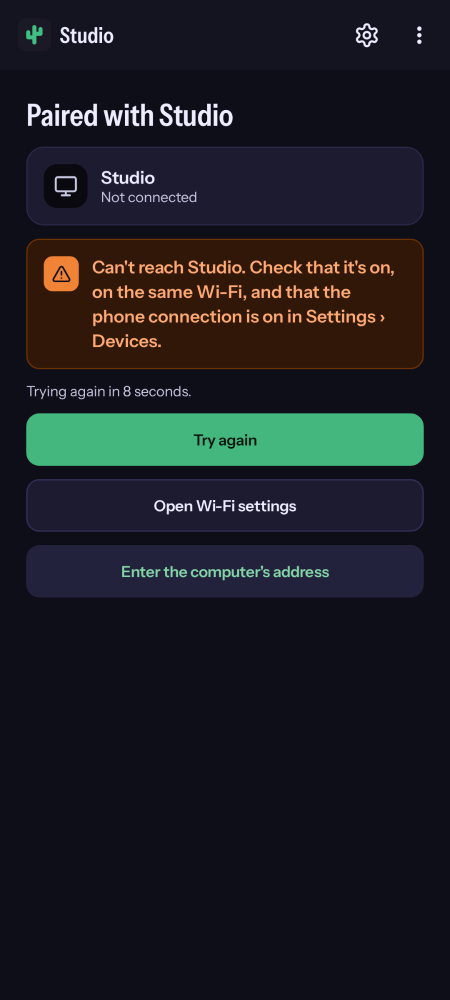 Studio
Paired with Studio
Studio
Not connected
Can't reach Studio. Check that it's on,
on the same Wi-Fi, and that the
phone connection is on in Settings ›
Devices.
Trying again in 8 seconds.
Try again
Open Wi-Fi settings
Enter the computer's address